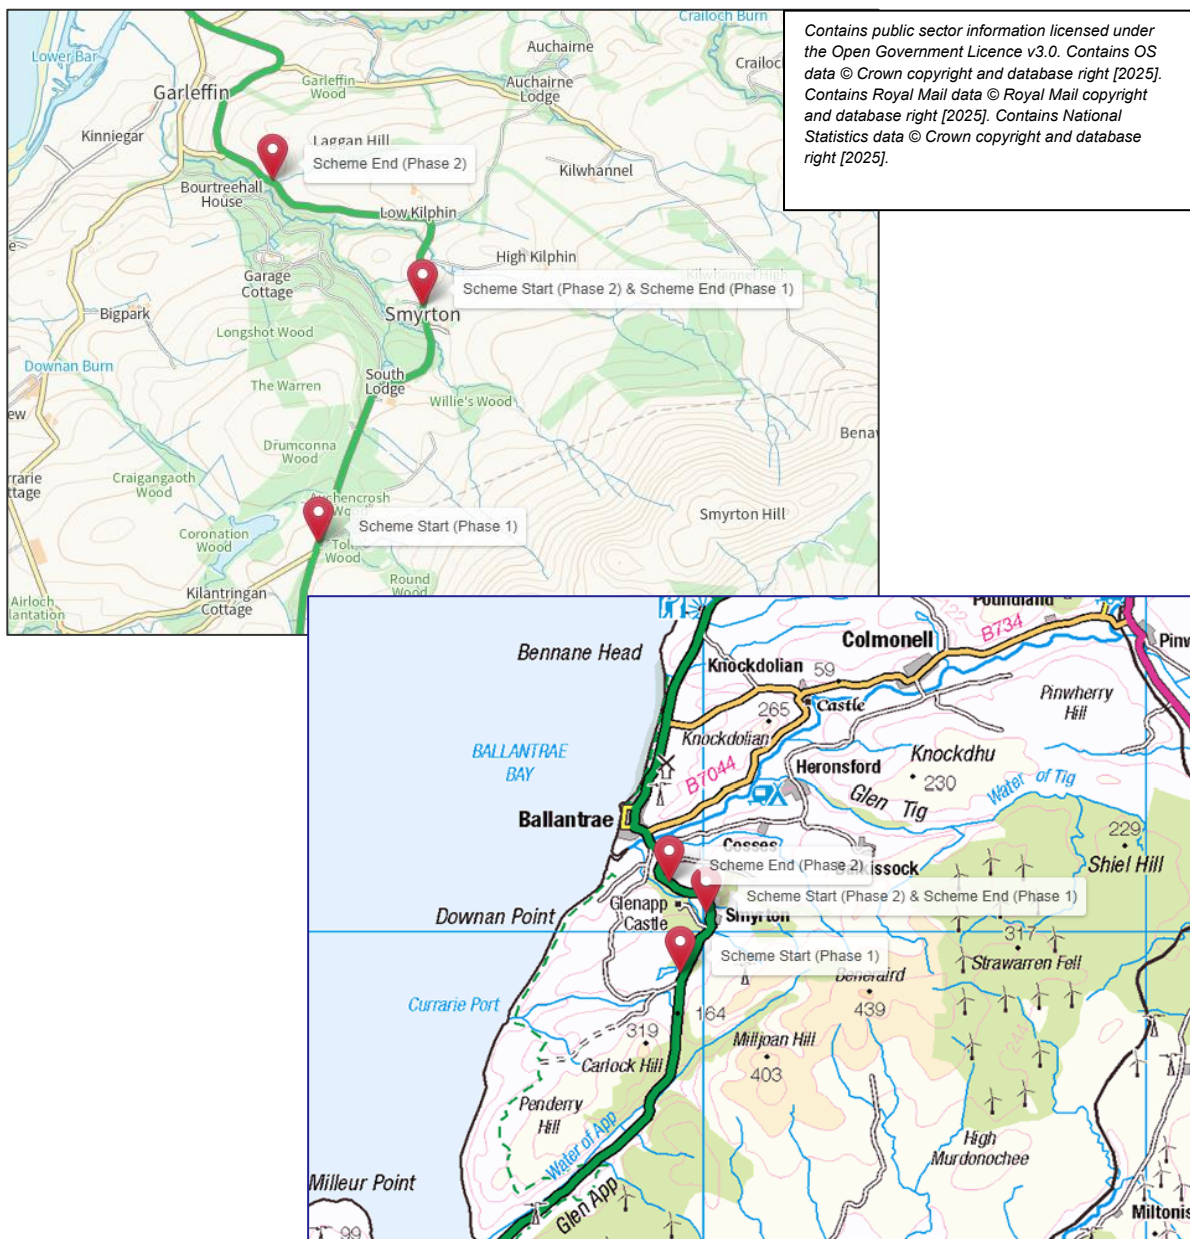 Crailoch Burn
Lower Bar
Auchairne
Garleffin
Garleffin
Wood
Auchairne
Lodge
Kinniegar
Laggan Hill
Scheme End (Phase 2)
Kilwhannel
Bourtreehall
House
Low Kilphin
High Kilphin
Garage
Cottage
Scheme Start (Phase 2) & Scheme End (Phase 1)
Bigpark
Smyrton
Longshot Wood
Downan Burn
The Warren
South
Lodge
Willie's Wood
Drumconna
Wood
Craigangaoth
Wood
Smyrton Hill
Scheme Start (Phase 1)
Coronation
Wood
Wood
Kilantringan
Cottage
Round
Wood
Airloch
Contains public sector information licensed under
the Open Government Licence v3.0. Contains OS
data © Crown copyright and database right [2025].
Contains Royal Mail data © Royal Mail copyright
and database right [2025]. Contains National
Statistics data © Crown copyright and database
right [2025].
Bennane Head
Knockdolian
59
Colmonell
122
B734
Poundland
Castle
265
Knockdolian
Pinwherry
Hill
BALLANTRAE
BAY
B7044
Heronsford
Knockdhu
230
Glen Tig
Water of Tig
Ballantrae
229
Shiel Hill
Cosses
Scheme End (Phase 2)
Scheme Start (Phase 2) & Scheme End (Phase 1)
Glenapp
Castle
Smyrton
Downan Point
317
Strawarren Fell
Scheme Start (Phase 1)
Beneraird
439
Currarie Port
164
319
Carlock Hill
Milljoan Hill
403
244
Penderry
Hill
Water of App
High
Murdonochee
Milleur Point
Glen App
99